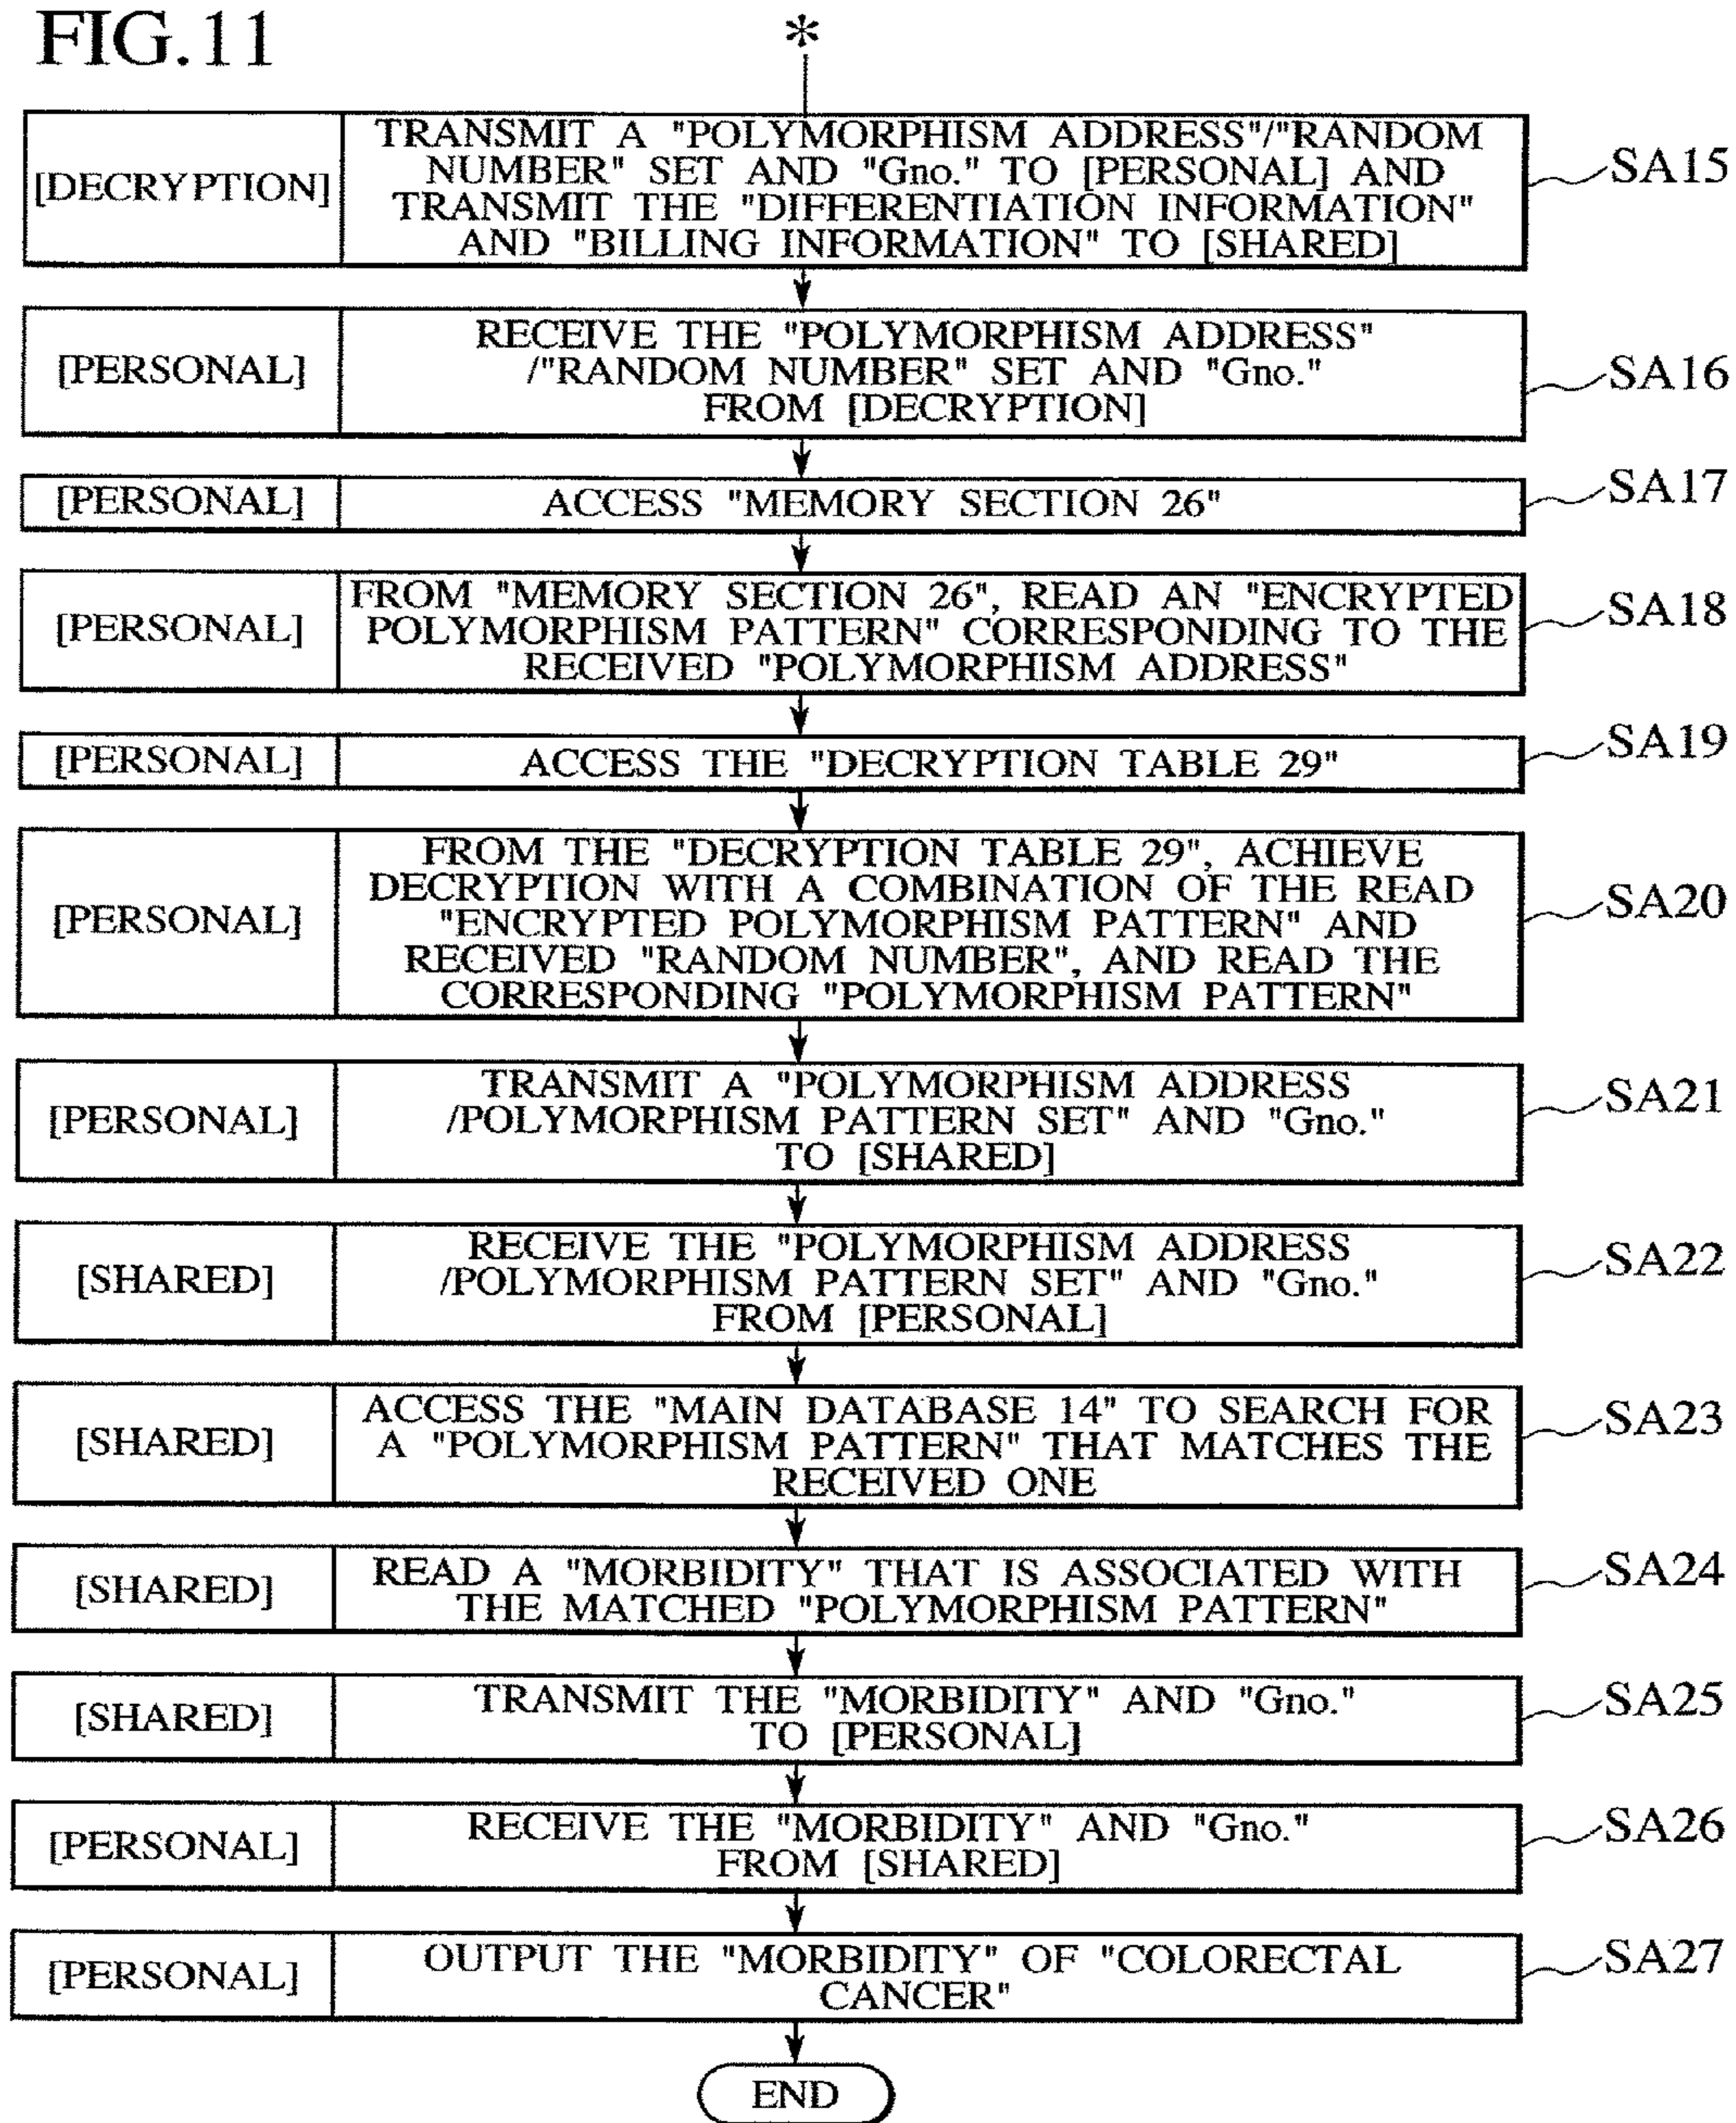 FIG.11
*
[DECRYPTION]
TRANSMIT A "POLYMORPHISM ADDRESS"/"RANDOM
NUMBER" SET AND "Gno." TO [PERSONAL] AND
TRANSMIT THE "DIFFERENTIATION INFORMATION"
AND "BILLING INFORMATION" TO [SHARED]
SA15
[PERSONAL]
RECEIVE THE "POLYMORPHISM ADDRESS"
/"RANDOM NUMBER" SET AND "Gno."
FROM [DECRYPTION]
SA16
[PERSONAL]
ACCESS "MEMORY SECTION 26"
SA17
[PERSONAL]
FROM "MEMORY SECTION 26", READ AN "ENCRYPTED
POLYMORPHISM PATTERN" CORRESPONDING TO THE
RECEIVED "POLYMORPHISM ADDRESS"
SA18
[PERSONAL]
ACCESS THE "DECRYPTION TABLE 29"
SA19
[PERSONAL]
FROM THE "DECRYPTION TABLE 29", ACHIEVE
DECRYPTION WITH A COMBINATION OF THE READ
"ENCRYPTED POLYMORPHISM PATTERN" AND
RECEIVED "RANDOM NUMBER", AND READ THE
CORRESPONDING "POLYMORPHISM PATTERN"
SA20
[PERSONAL]
TRANSMIT A "POLYMORPHISM ADDRESS
/POLYMORPHISM PATTERN SET" AND "Gno."
TO [SHARED]
SA21
[SHARED]
RECEIVE THE "POLYMORPHISM ADDRESS
/POLYMORPHISM PATTERN SET" AND "Gno."
FROM [PERSONAL]
SA22
[SHARED]
ACCESS THE "MAIN DATABASE 14" TO SEARCH FOR
A "POLYMORPHISM PATTERN" THAT MATCHES THE
RECEIVED ONE
SA23
[SHARED]
READ A "MORBIDITY" THAT IS ASSOCIATED WITH
THE MATCHED "POLYMORPHISM PATTERN"
SA24
[SHARED]
TRANSMIT THE "MORBIDITY" AND "Gno."
TO [PERSONAL]
SA25
[PERSONAL]
RECEIVE THE "MORBIDITY" AND "Gno."
FROM [SHARED]
SA26
[PERSONAL]
OUTPUT THE "MORBIDITY" OF "COLORECTAL
CANCER"
SA27
END